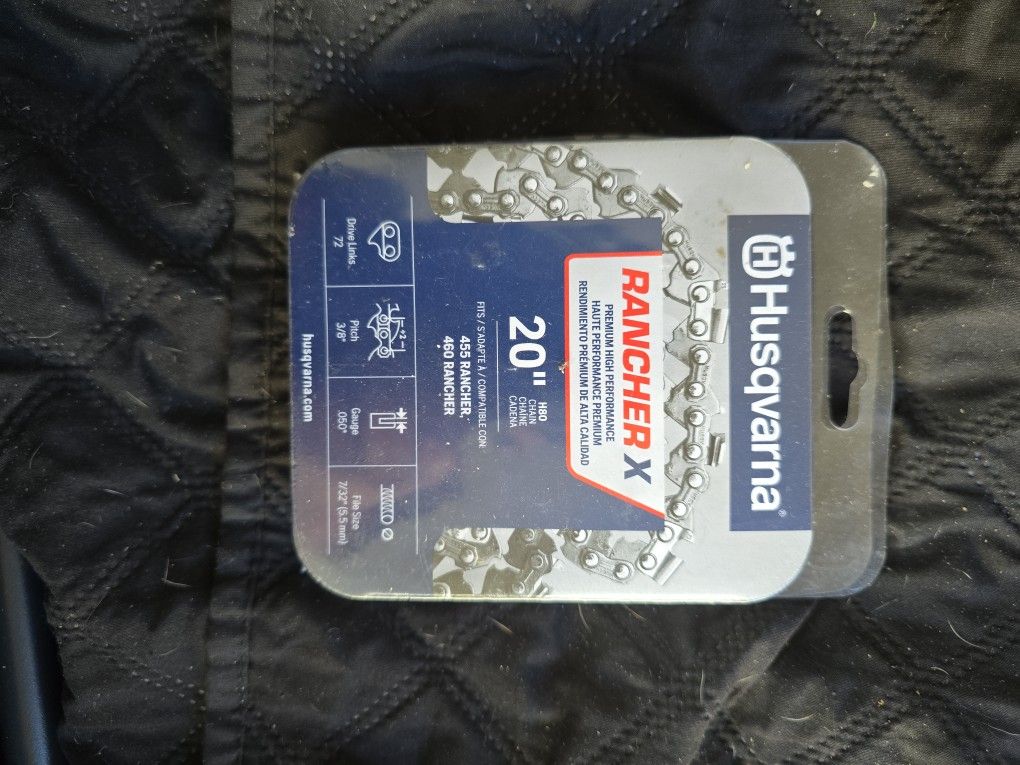 Husqvarna®
RANCHER X
PREMIUM HIGH PERFORMANCE
HAUTE PERFORMANCE PREMIUM
RENDIMIENTO PRÉMIUM DE ALTA CALIDAD
20"
H80
CHAIN
CHAÎNE
CADENA
FITS / S'ADAPTE À / COMPATIBLE CON:
455 RANCHER,
460 RANCHER
+2
Drive Links
72
Pitch
3/8"
Gauge
.050"
File Size
7/32" (5.5 mm)
husqvarna.com